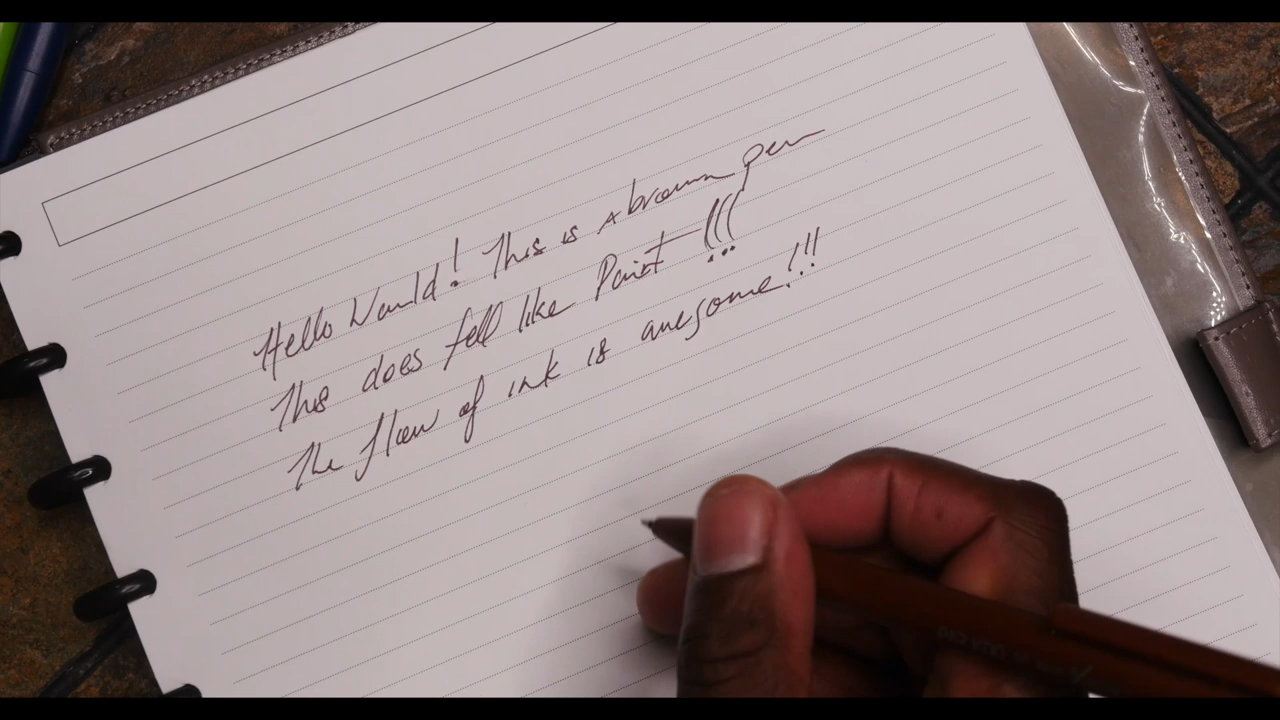 Hello World! This is a brown pen
This does fell like Paint !!!
The flow of ink is awesome!!!